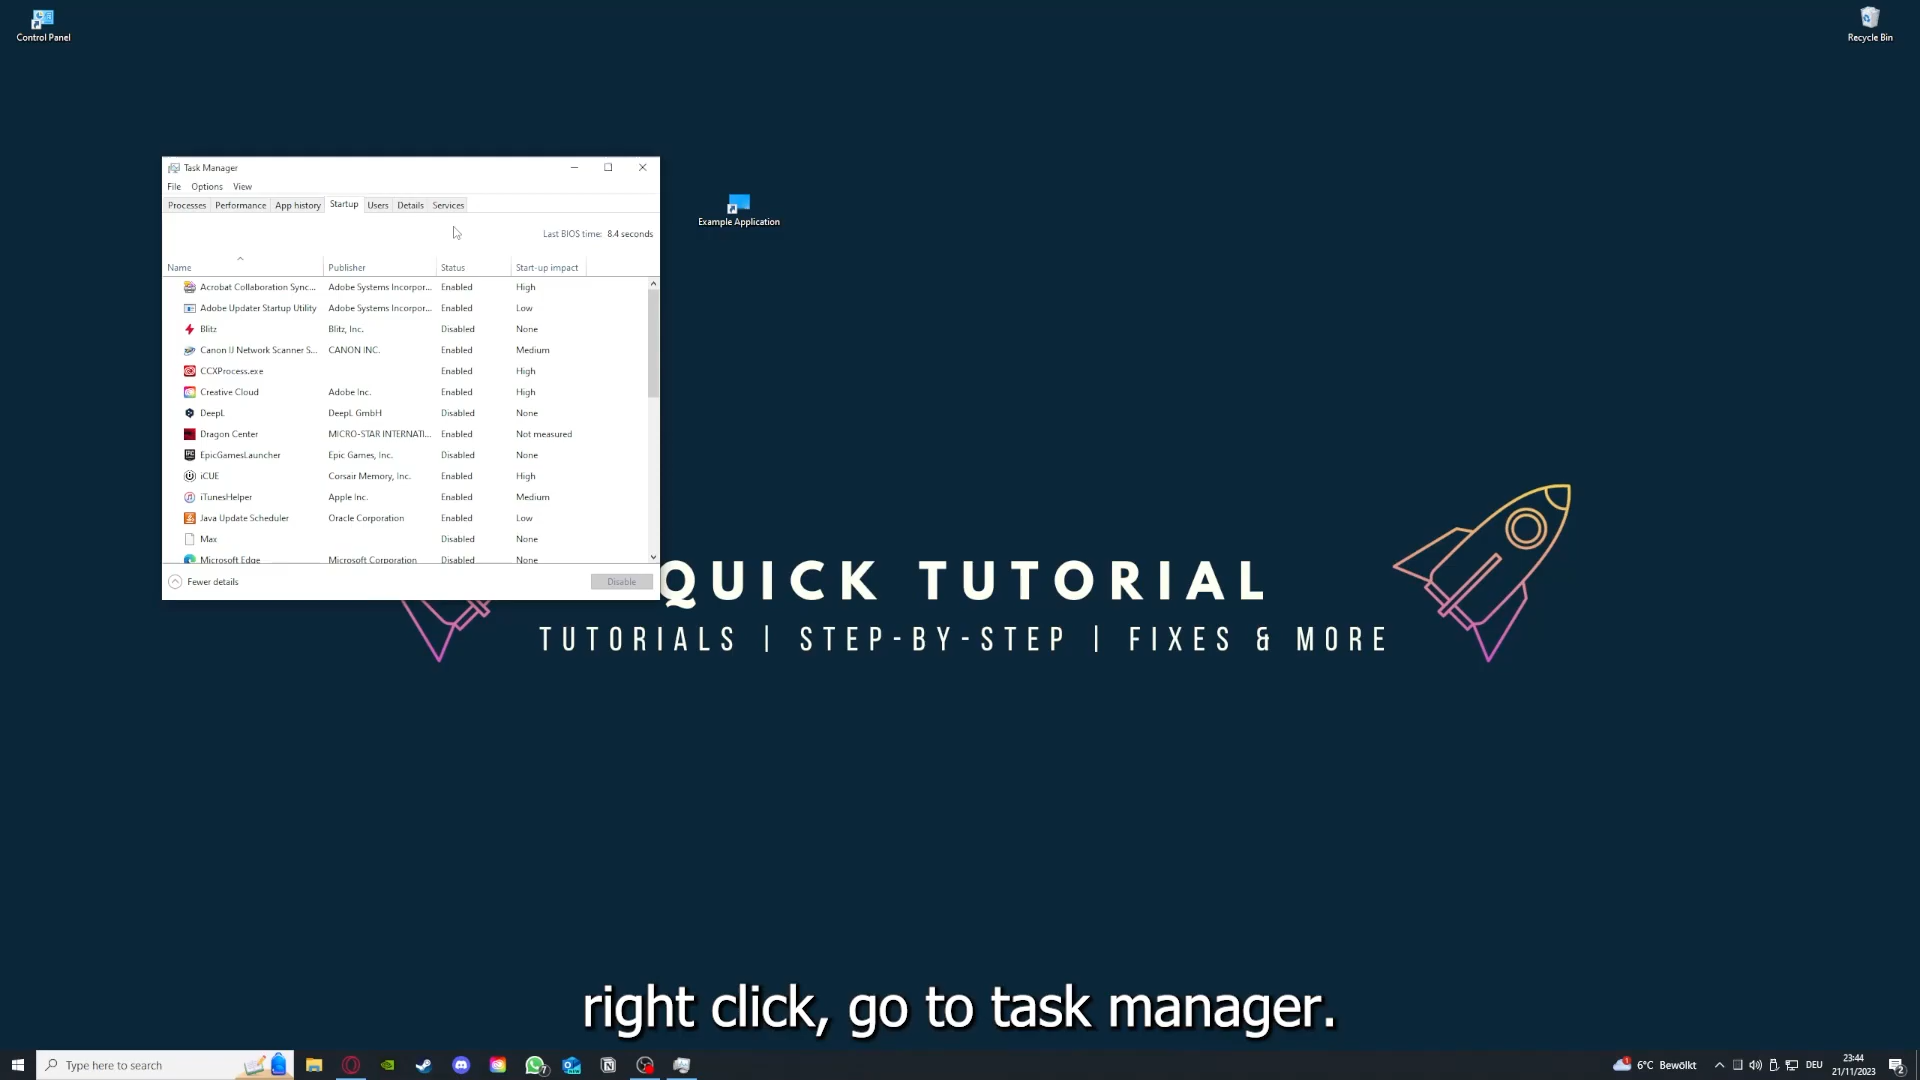 Control Panel
Recycle Bin
Task Manager
File Options View
Processes Performance App history Startup Users Details Services
Example Application
Last BIOS time: 8.4 seconds
Name Publisher Status Start-up impact
Acrobat Collaboration Sync... Adobe Systems Incorpor... Enabled High
Adobe Updater Startup Utility Adobe Systems Incorpor... Enabled Low
Blitz Blitz, Inc. Disabled None
Canon IJ Network Scanner S... CANON INC. Enabled Medium
CCXProcess.exe Enabled High
Creative Cloud Adobe Inc. Enabled High
DeepL DeepL GmbH Disabled None
Dragon Center MICRO-STAR INTERNATI... Enabled Not measured
EpicGamesLauncher Epic Games, Inc. Disabled None
iCUE Corsair Memory, Inc. Enabled High
iTunesHelper Apple Inc. Enabled Medium
Java Update Scheduler Oracle Corporation Enabled Low
Max Disabled None
Microsoft Edge Microsoft Corporation Disabled None
Fewer details Disable
QUICK TUTORIAL
TUTORIALS | STEP-BY-STEP | FIXES & MORE
right click, go to task manager.
Type here to search
7
1
6°C Bewölkt
DEU
23:44
21/11/2023
2